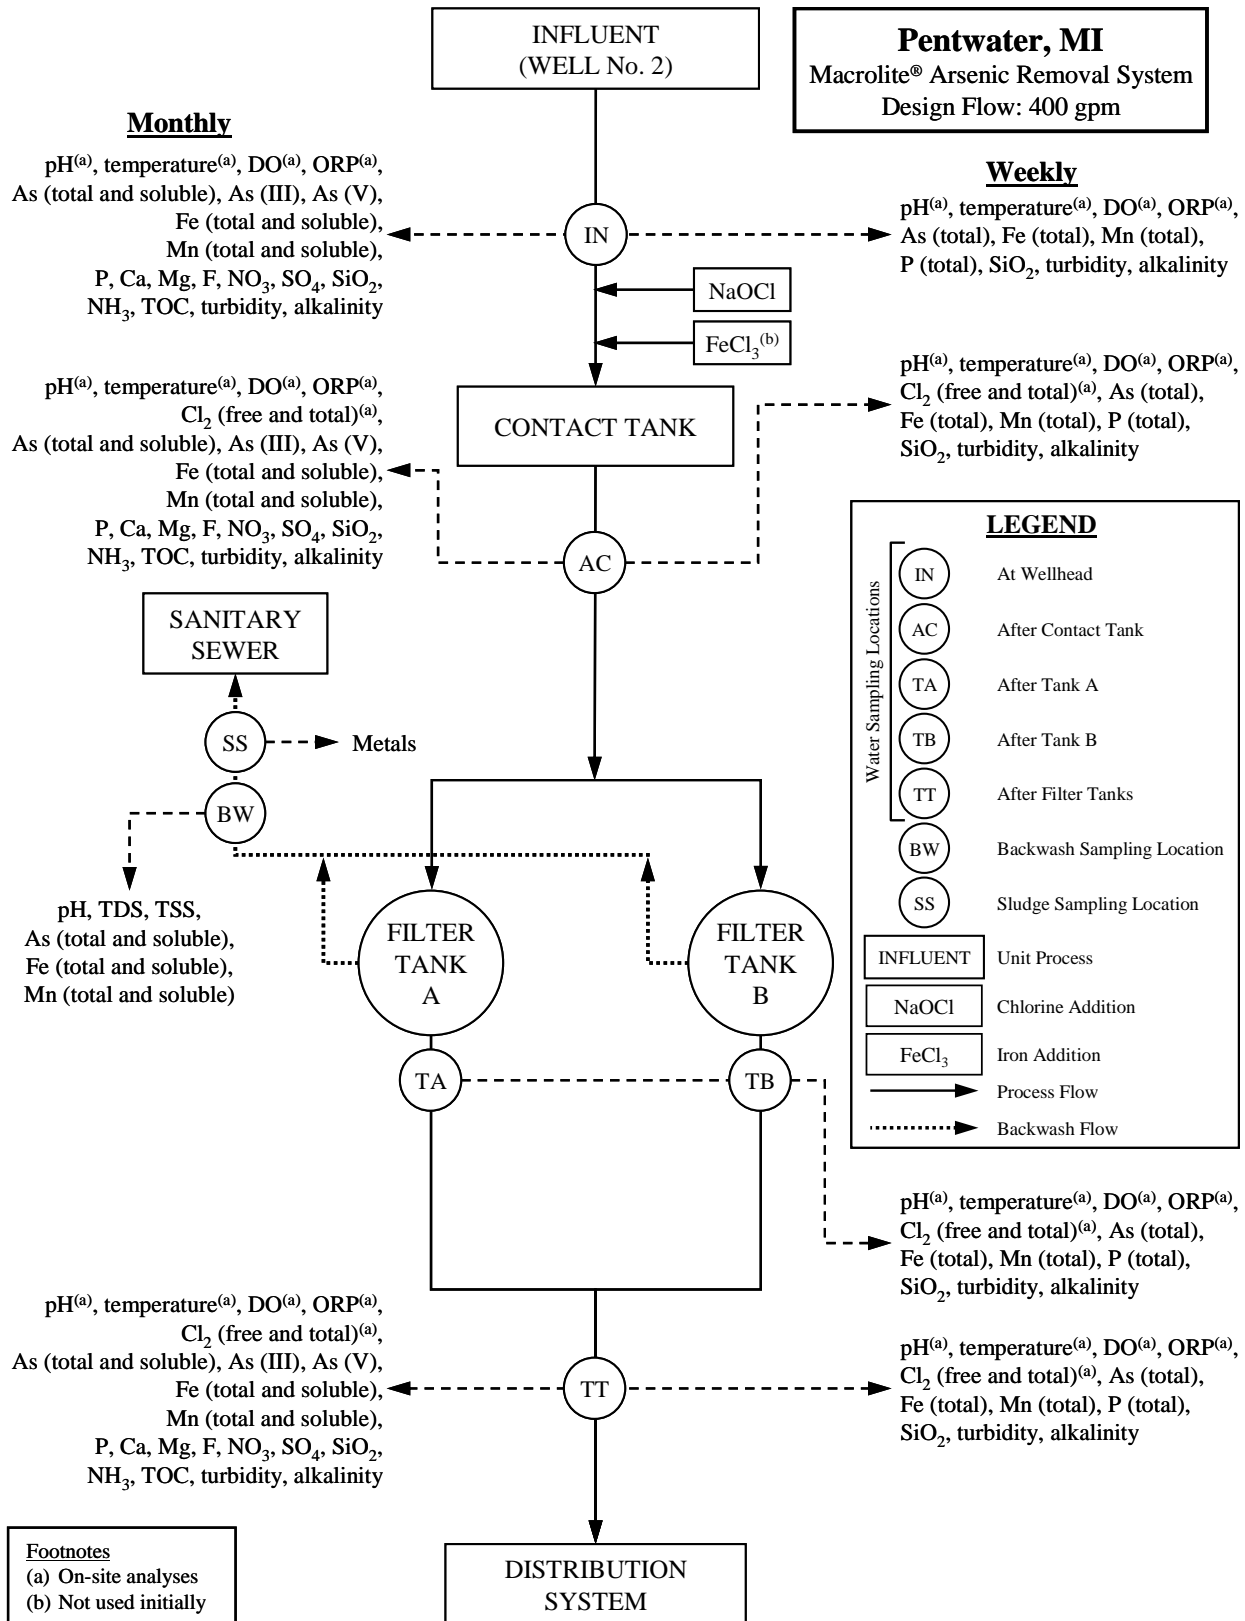 INFLUENT
(WELL No. 2)
Pentwater, MI
Macrolite® Arsenic Removal System
Design Flow: 400 gpm
Monthly
pH(a), temperature(a), DO(a), ORP(a),
As (total and soluble), As (III), As (V),
Fe (total and soluble),
Mn (total and soluble),
P, Ca, Mg, F, NO3, SO4, SiO2,
NH3, TOC, turbidity, alkalinity
IN
Weekly
pH(a), temperature(a), DO(a), ORP(a),
As (total), Fe (total), Mn (total),
P (total), SiO2, turbidity, alkalinity
NaOCl
FeCl3(b)
pH(a), temperature(a), DO(a), ORP(a),
Cl2 (free and total)(a),
As (total and soluble), As (III), As (V),
Fe (total and soluble),
Mn (total and soluble),
P, Ca, Mg, F, NO3, SO4, SiO2,
NH3, TOC, turbidity, alkalinity
CONTACT TANK
AC
pH(a), temperature(a), DO(a), ORP(a),
Cl2 (free and total)(a), As (total),
Fe (total), Mn (total), P (total),
SiO2, turbidity, alkalinity
SANITARY
SEWER
SS
Metals
BW
pH, TDS, TSS,
As (total and soluble),
Fe (total and soluble),
Mn (total and soluble)
FILTER
TANK
A
FILTER
TANK
B
TA
TB
LEGEND
Water Sampling Locations
IN
At Wellhead
AC
After Contact Tank
TA
After Tank A
TB
After Tank B
TT
After Filter Tanks
BW
Backwash Sampling Location
SS
Sludge Sampling Location
INFLUENT
Unit Process
NaOCl
Chlorine Addition
FeCl3
Iron Addition
Process Flow
Backwash Flow
pH(a), temperature(a), DO(a), ORP(a),
Cl2 (free and total)(a), As (total),
Fe (total), Mn (total), P (total),
SiO2, turbidity, alkalinity
pH(a), temperature(a), DO(a), ORP(a),
Cl2 (free and total)(a),
As (total and soluble), As (III), As (V),
Fe (total and soluble),
Mn (total and soluble),
P, Ca, Mg, F, NO3, SO4, SiO2,
NH3, TOC, turbidity, alkalinity
TT
pH(a), temperature(a), DO(a), ORP(a),
Cl2 (free and total)(a), As (total),
Fe (total), Mn (total), P (total),
SiO2, turbidity, alkalinity
Footnotes
(a) On-site analyses
(b) Not used initially
DISTRIBUTION
SYSTEM